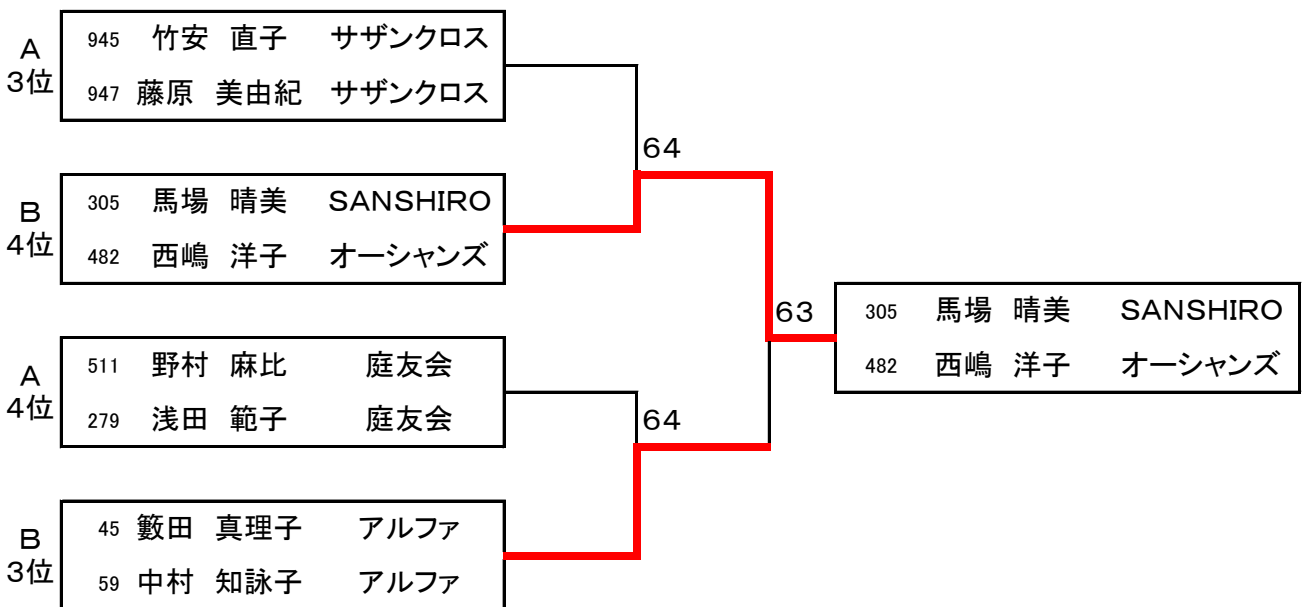 A
3位
945 竹安 直子 サザンクロス
947 藤原 美由紀 サザンクロス
64
B
4位
305 馬場 晴美 SANSHIRO
482 西嶋 洋子 オーシャンズ
63
305 馬場 晴美 SANSHIRO
482 西嶋 洋子 オーシャンズ
A
4位
511 野村 麻比 庭友会
279 浅田 範子 庭友会
64
B
3位
45 籔田 真理子 アルファ
59 中村 知詠子 アルファ